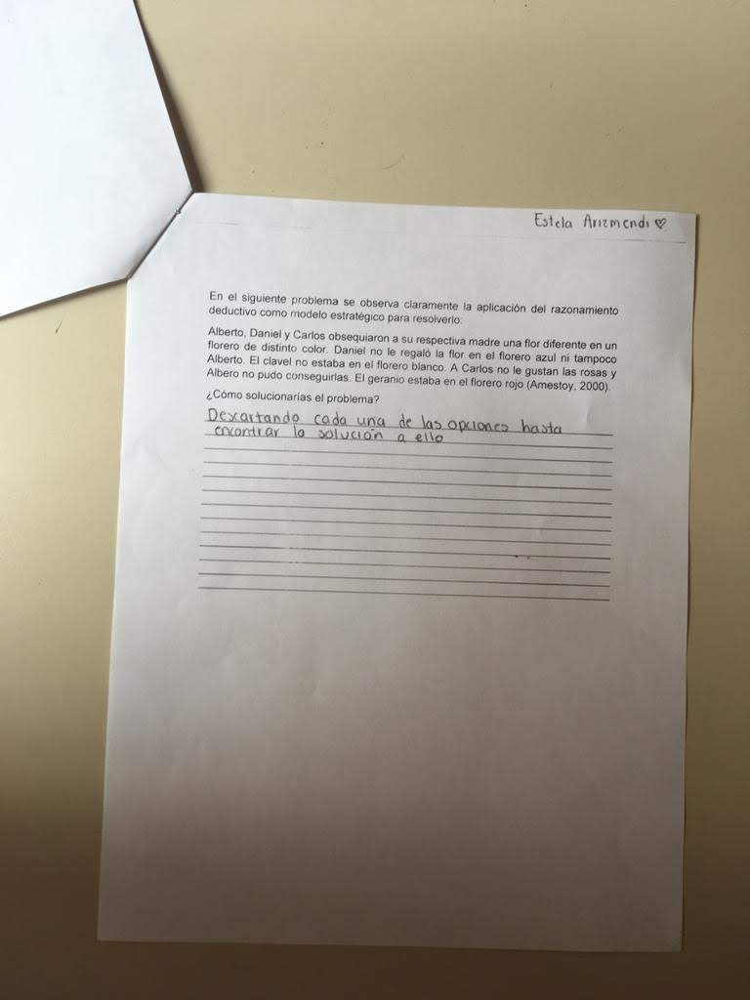 Estela Arizmendi
En el siguiente problema se observa claramente la aplicación del razonamiento
deductivo como modelo estratégico para resolverlo:
Alberto, Daniel y Carlos obsequiaron a su respectiva madre una flor diferente en un
florero de distinto color. Daniel no le regaló la flor en el florero azul ni tampoco
Alberto. El clavel no estaba en el florero blanco. A Carlos no le gustan las rosas y
Albero no pudo conseguirlas. El geranio estaba en el florero rojo (Amestoy, 2000).
¿Cómo solucionarías el problema?
Descartando cada una de las opciones hasta
encontrar la solución a ello